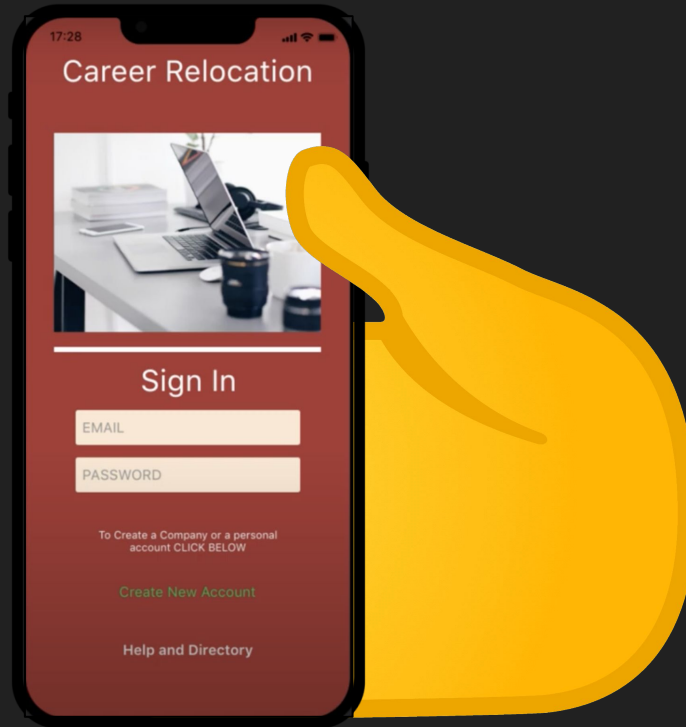 17:28
Career Relocation
Sign In
EMAIL
PASSWORD
To Create a Company or a personal
account CLICK BELOW
Create New Account
Help and Directory